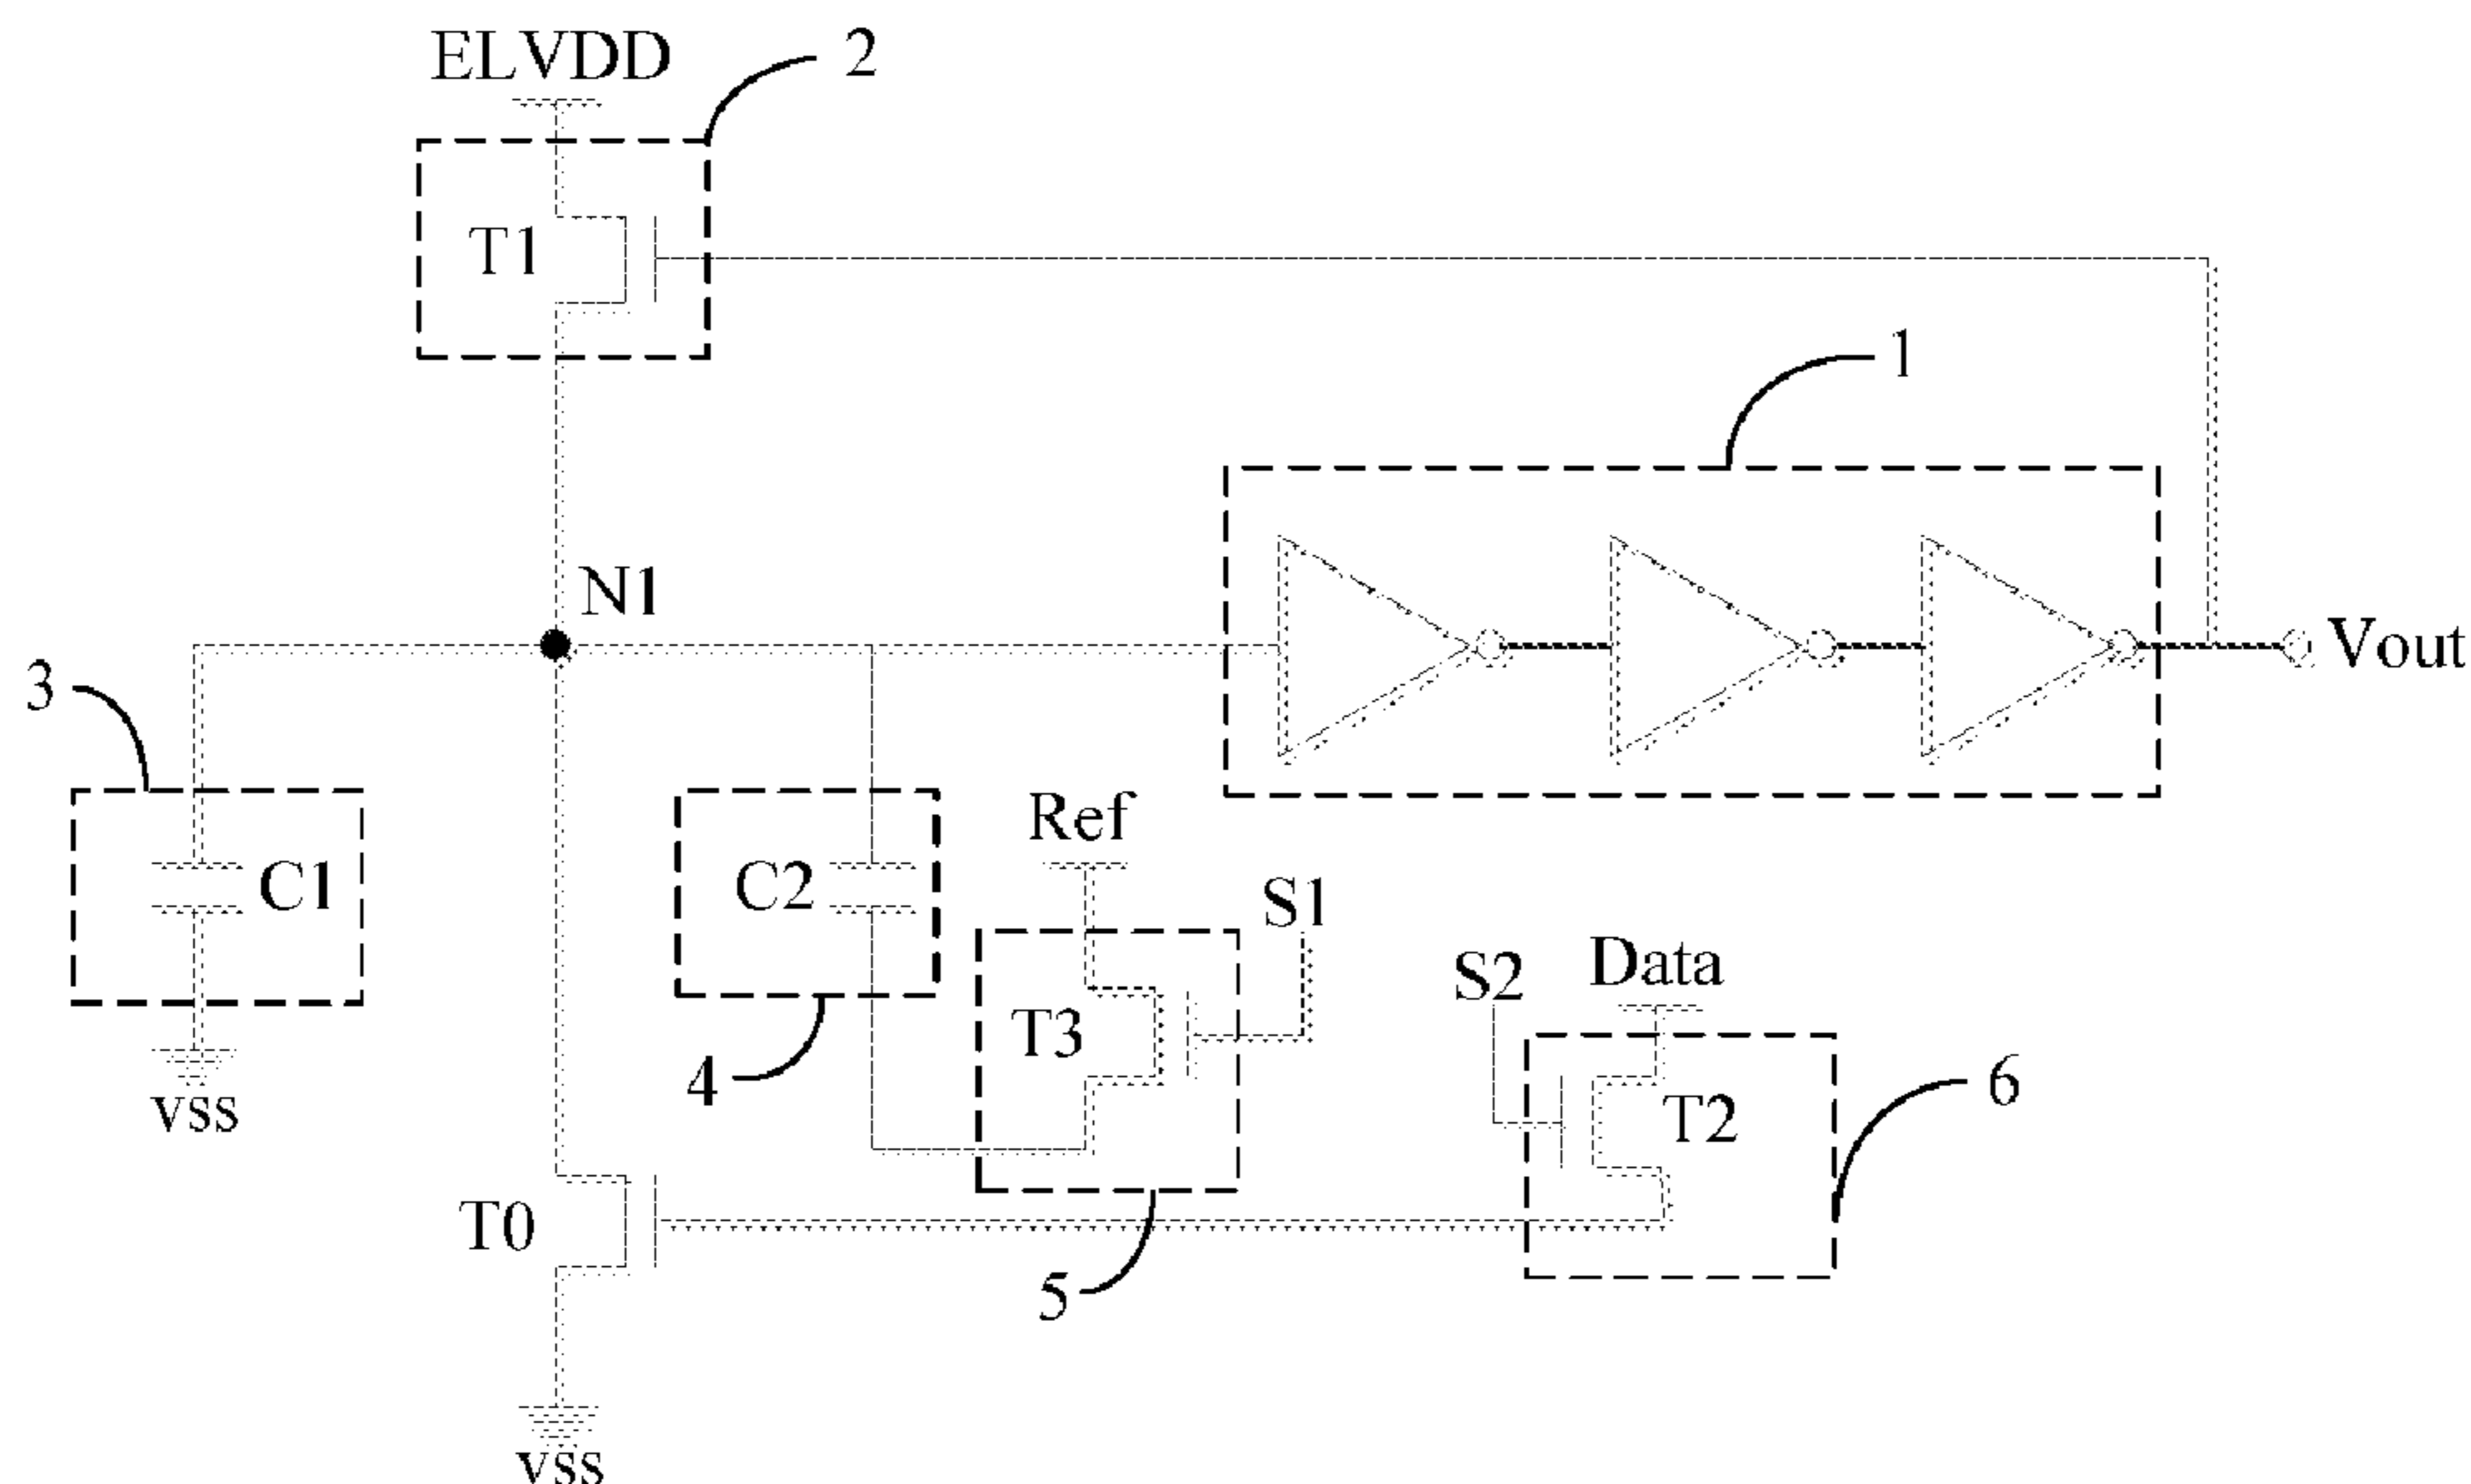 ELVDD
2
T1
1
N1
Vout
3
Ref
C1
C2
S1
S2
Data
T3
4
vss
T2
6
T0
5
vss